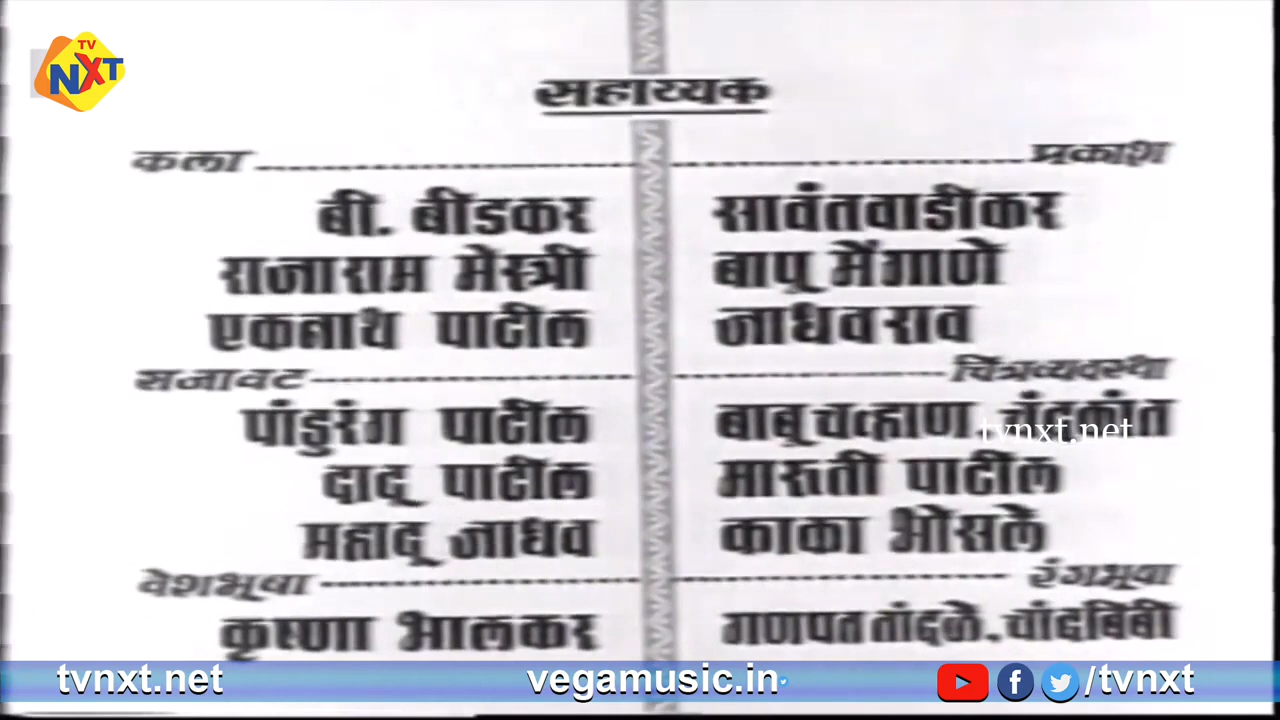 TV
NXT
सहाय्यक
कला
बी. बीडकर
राजाराम मेस्त्री
एकनाथ पाटील
सजावट
पांडुरंग पाटील
दादू पाटील
महादू जाधव
वेशभूषा
कृष्णा भालकर
प्रकाश
सावंतवाडीकर
बापू मैंगाणे
जाधवराव
चित्रव्यवस्था
बाबू चव्हाण चंद्रकांत
tvnxt.net
मारुती पाटील
काका भोसले
रंगभूषा
गणपत तांदळे. चांदबिबी
tvnxt.net
vegamusic.in
/tvnxt